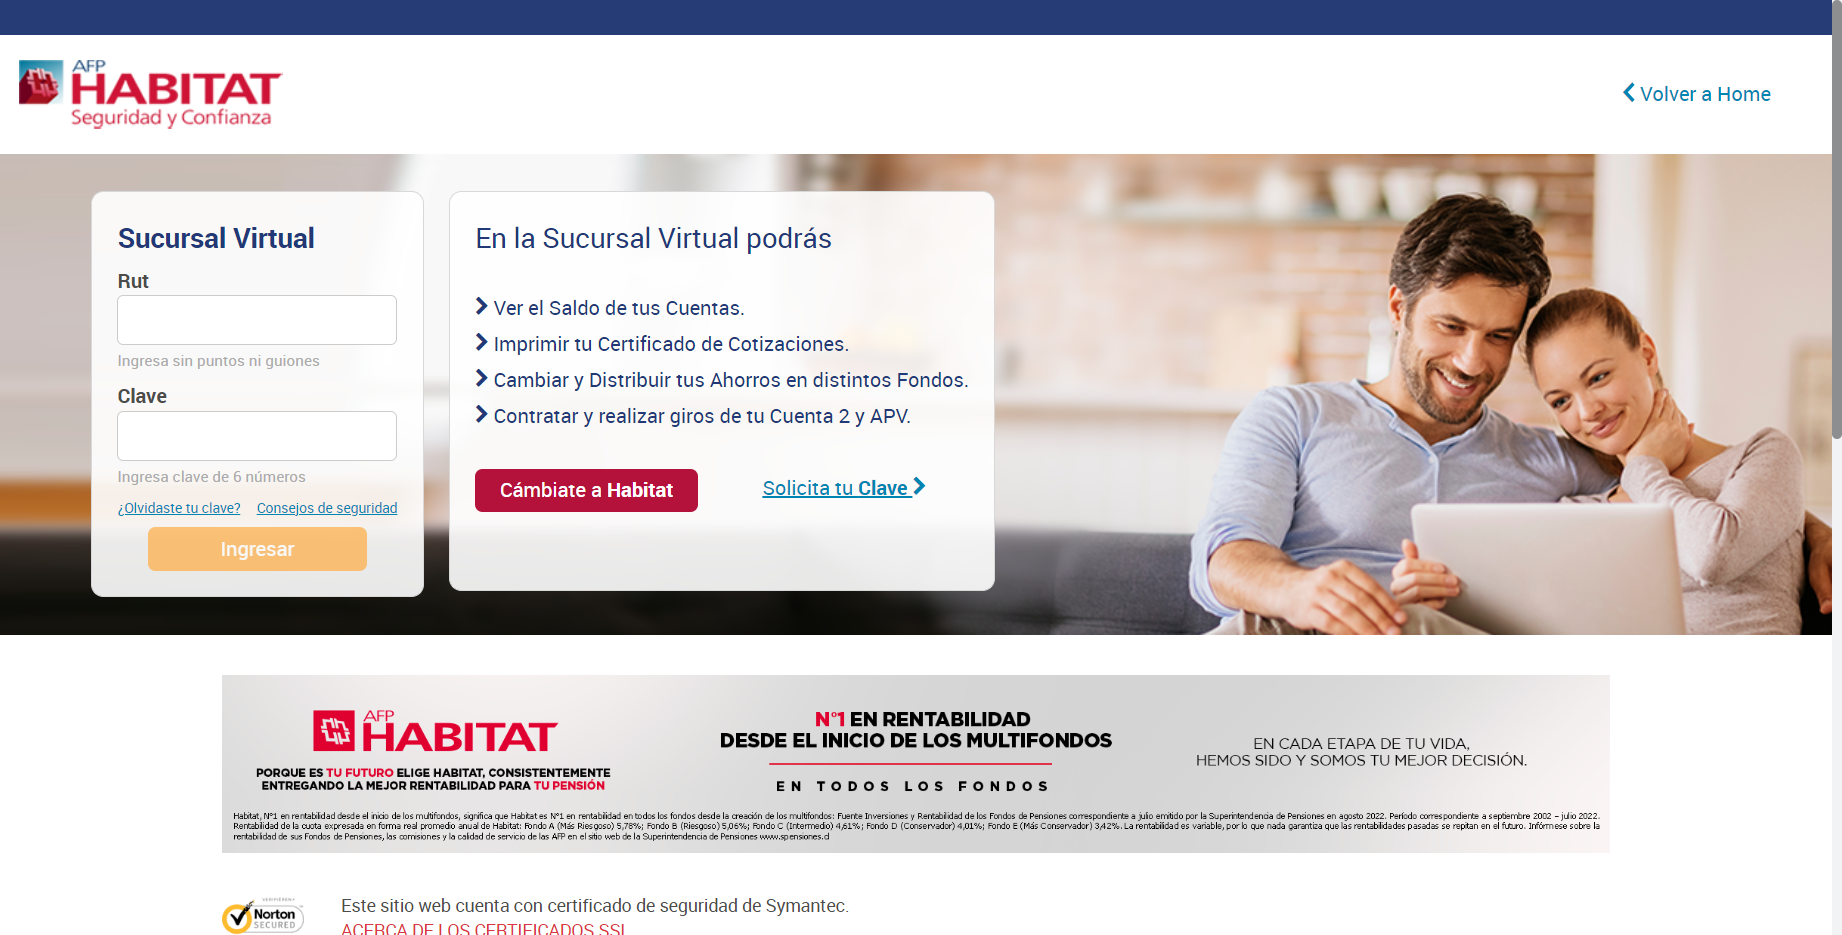 AFP
HABITAT
Seguridad y Confianza
Volver a Home
Sucursal Virtual
Rut
Ingresa sin puntos ni guiones
Clave
Ingresa clave de 6 números
¿Olvidaste tu clave? Consejos de seguridad
Ingresar
En la Sucursal Virtual podrás
Ver el Saldo de tus Cuentas.
Imprimir tu Certificado de Cotizaciones.
Cambiar y Distribuir tus Ahorros en distintos Fondos.
Contratar y realizar giros de tu Cuenta 2 y APV.
Cámbiate a Habitat
Solicita tu Clave
AFP
HABITAT
PORQUE ES TU FUTURO ELIGE HABITAT, CONSISTENTEMENTE
ENTREGANDO LA MEJOR RENTABILIDAD PARA TU PENSIÓN
N°1 EN RENTABILIDAD
DESDE EL INICIO DE LOS MULTIFONDOS
EN TODOS LOS FONDOS
EN CADA ETAPA DE TU VIDA,
HEMOS SIDO Y SOMOS TU MEJOR DECISIÓN.
Habitat, N°1 en rentabilidad desde el inicio de los multifondos, significa que Habitat es N°1 en rentabilidad en todos los fondos desde la creación de los multifondos: Fuente Inversiones y Rentabilidad de los Fondos de Pensiones correspondiente a julio emitido por la Superintendencia de Pensiones en agosto 2022. Período correspondiente a septiembre 2002 – julio 2022.
Rentabilidad de la cuota expresada en forma real promedio anual de Habitat: Fondo A (Más Riesgoso) 5,78%; Fondo B (Riesgoso) 5,06%; Fondo C (Intermedio) 4,61%; Fondo D (Conservador) 4,01%; Fondo E (Más Conservador) 3,42%. La rentabilidad es variable, por lo que nada garantiza que las rentabilidades pasadas se repitan en el futuro. Infórmese sobre la
rentabilidad de sus Fondos de Pensiones, las comisiones y la calidad de servicio de las AFP en el sitio web de la Superintendencia de Pensiones www.spensiones.cl
Norton
SECURED
Este sitio web cuenta con certificado de seguridad de Symantec.
ACERCA DE LOS CERTIFICADOS SSL